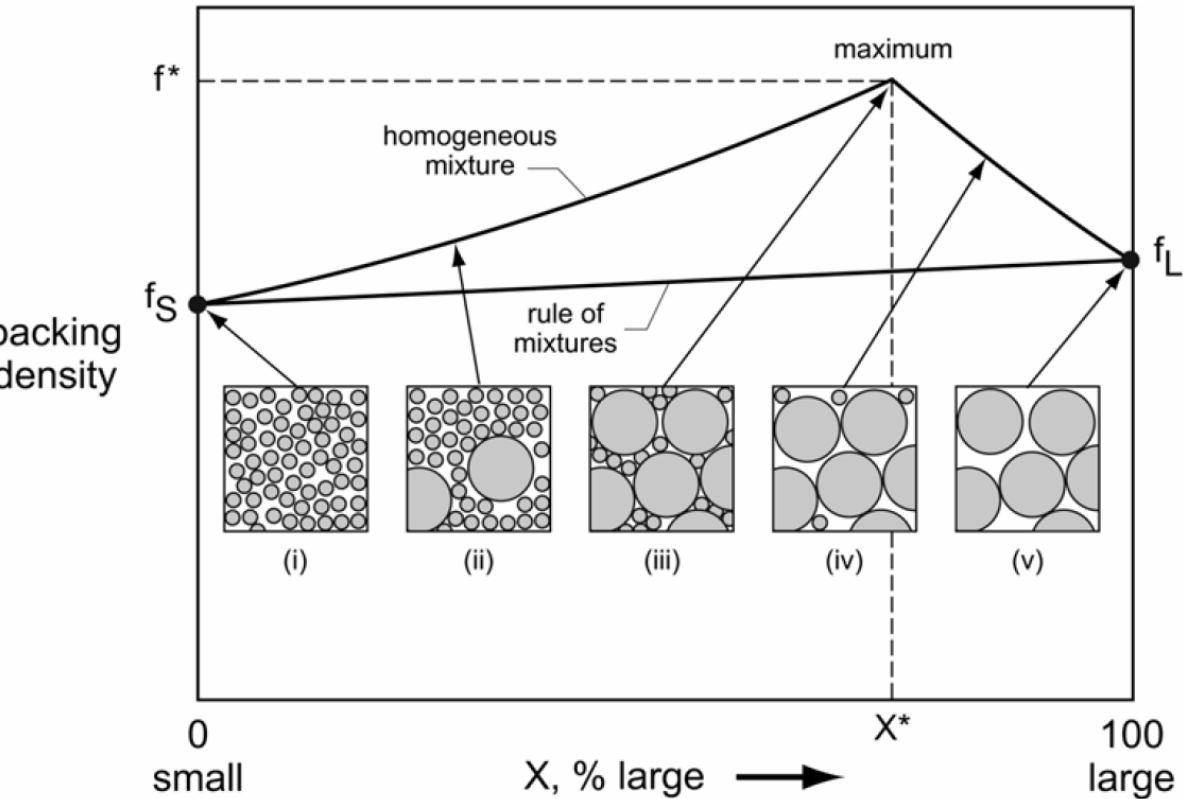 maximum
f*
homogeneous
mixture
fL
fS
rule of
mixtures
packing
density
(i)
(ii)
(iii)
(iv)
(v)
0
X*
100
small
X, % large
large